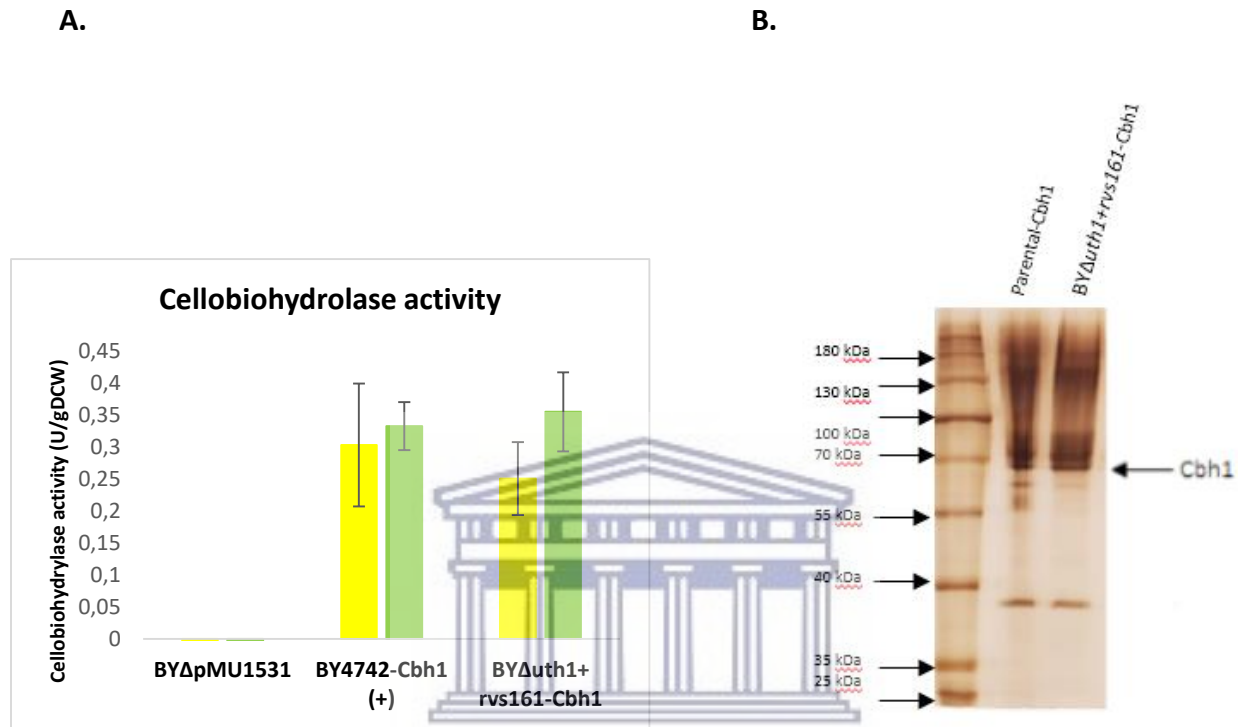 A.
B.
Cellobiohydrolase activity
Cellobiohydrylase activity (U/gDCW)
0,45
0,4
0,35
0,3
0,25
0,2
0,15
0,1
0,05
0
BYΔpMU1531
BY4742-Cbh1
(+)
BYΔuth1+
rvs161-Cbh1
Parental-Cbh1
BYΔuth1+rvs161-Cbh1
180 kDa
130 kDa
100 kDa
70 kDa
55 kDa
40 kDa
35 kDa
25 kDa
Cbh1